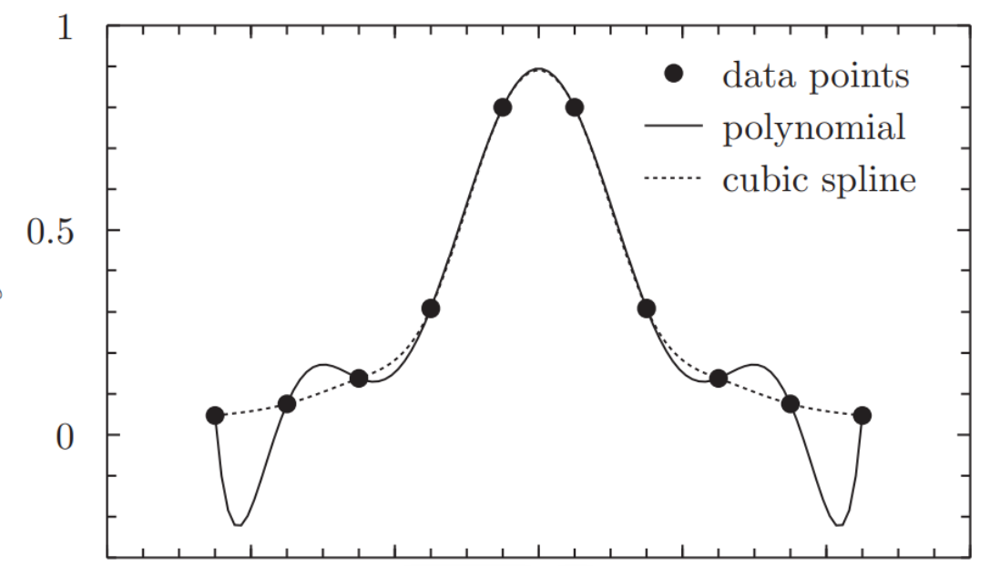 1
data points
polynomial
cubic spline
0.5
0